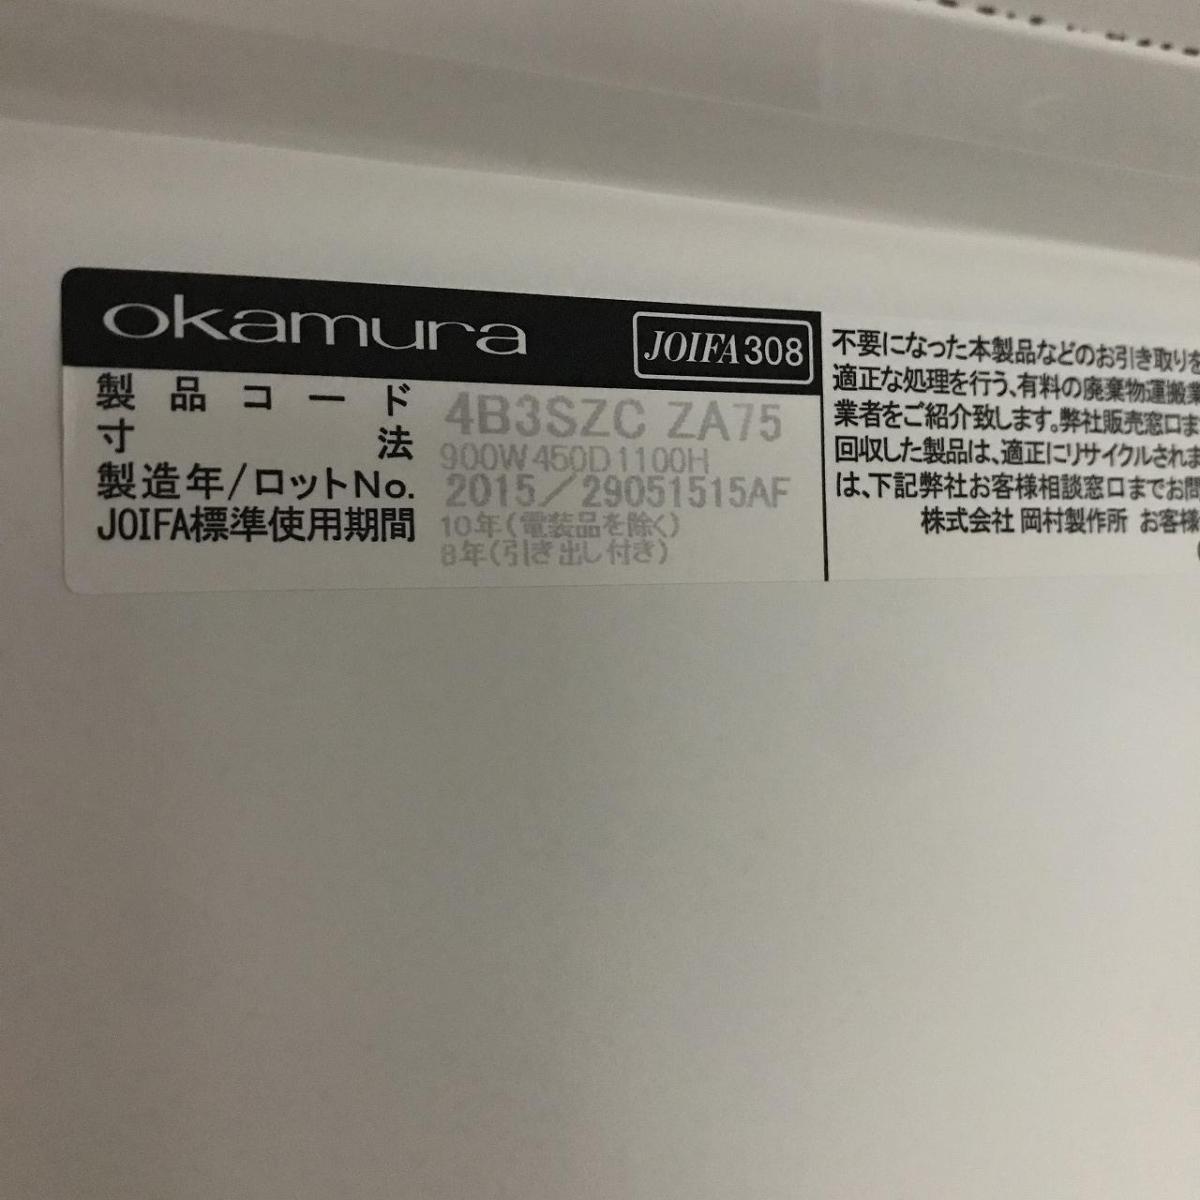 okamura
JOIFA308
製品コード 4B3SZC ZA75
寸法 900W450D1100H
製造年/ロットNo. 2015/29051515AF
JOIFA標準使用期間 10年(電装品を除く)
8年(引き出し付き)
不要になった本製品などのお引き取りを
適正な処理を行う、有料の廃棄物運搬業
業者をご紹介致します。弊社販売窓口ま
回収した製品は、適正にリサイクルされま
は、下記弊社お客様相談窓口までお問
株式会社 岡村製作所 お客様